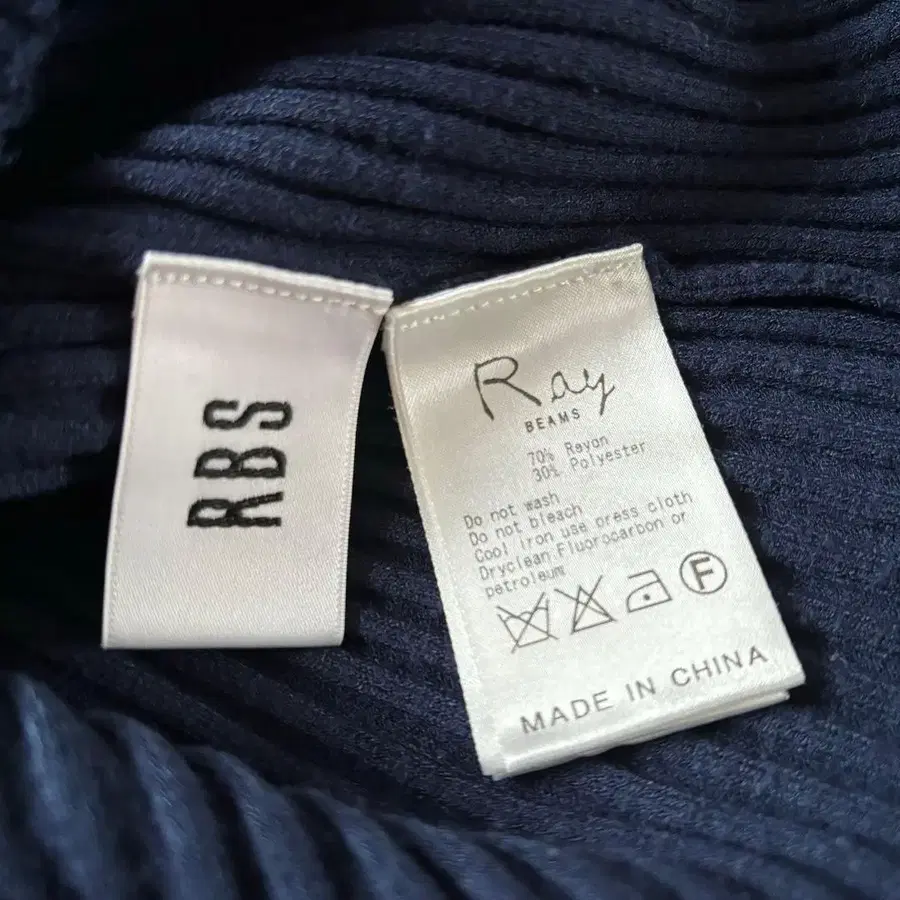 RBS
Ray
BEAMS
70% Rayon
30% Polyester
Do not wash
Do not bleach
Cool iron use press cloth
Dryclean Fluorocarbon or
petroleum
F
MADE IN CHINA